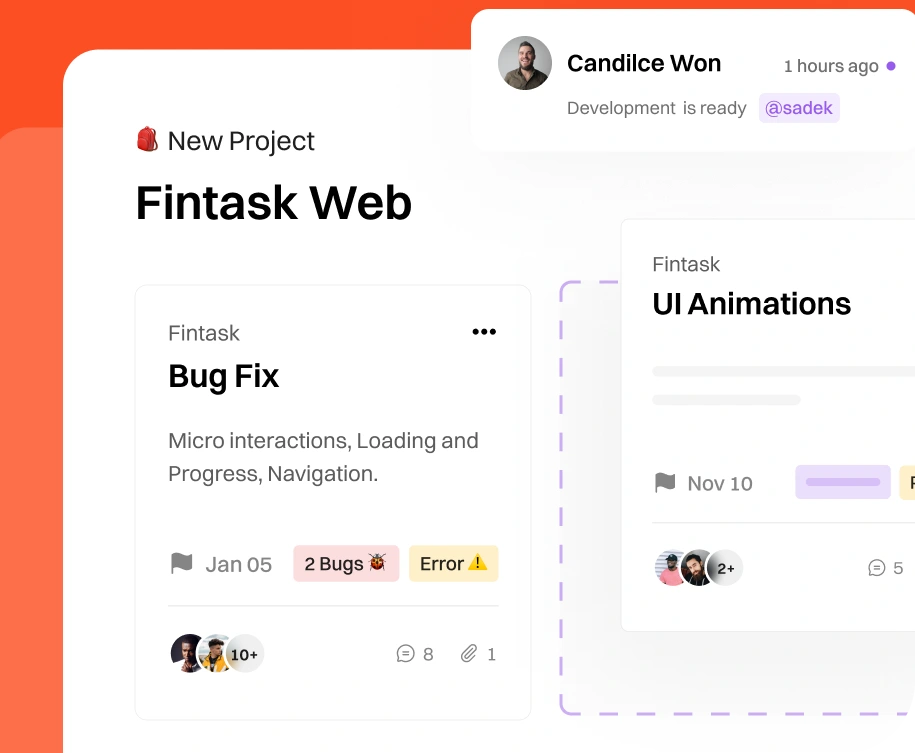 Candilce Won
1 hours ago
Development is ready @sadek
New Project
Fintask Web
Fintask
Bug Fix
Micro interactions, Loading and
Progress, Navigation.
Jan 05
2 Bugs
Error
10+
8
1
Fintask
UI Animations
Nov 10
2+
5